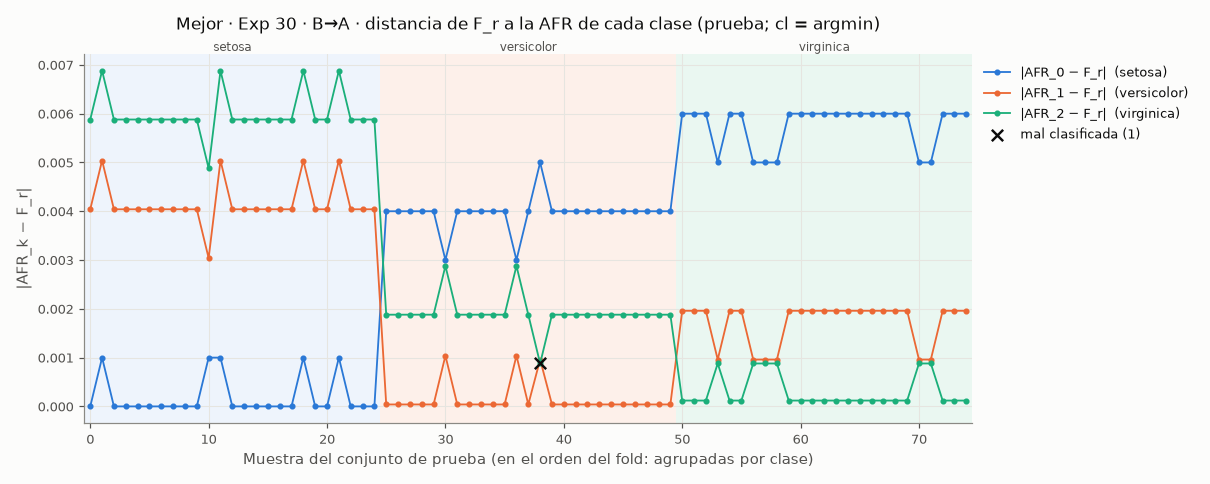 Mejor · Exp 30 · B→A · distancia de F_r a la AFR de cada clase (prueba; cl = argmin)
setosa
versicolor
virginica
|AFR_k − F_r|
0.007
0.006
0.005
0.004
0.003
0.002
0.001
0.000
0
10
20
30
40
50
60
70
Muestra del conjunto de prueba (en el orden del fold: agrupadas por clase)
|AFR_0 − F_r| (setosa)
|AFR_1 − F_r| (versicolor)
|AFR_2 − F_r| (virginica)
mal clasificada (1)